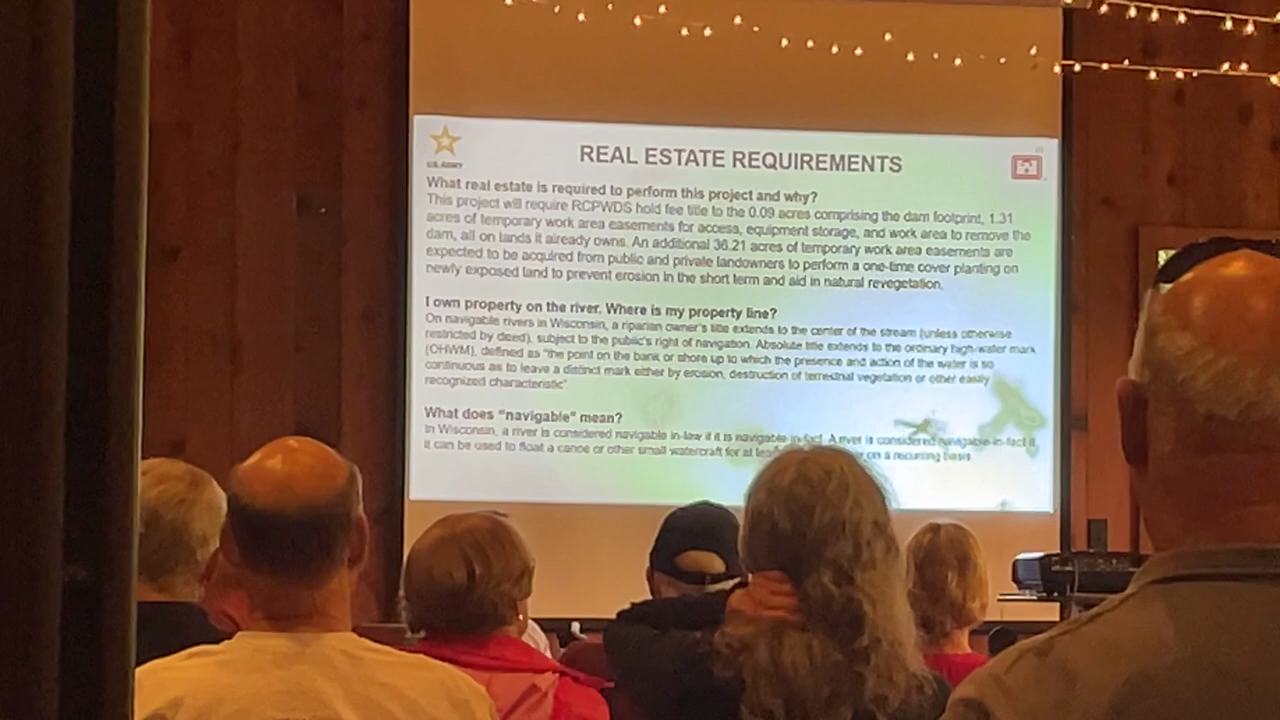 U.S. ARMY
REAL ESTATE REQUIREMENTS
What real estate is required to perform this project and why?
This project will require RCPWDS hold fee title to the 0.09 acres comprising the dam footprint, 1.31
acres of temporary work area easements for access, equipment storage, and work area to remove the
dam, all on lands it already owns. An additional 36.21 acres of temporary work area easements are
expected to be acquired from public and private landowners to perform a one-time cover planting on
newly exposed land to prevent erosion in the short term and aid in natural revegetation.
I own property on the river. Where is my property line?
On navigable rivers in Wisconsin, a riparian owner's title extends to the center of the stream (unless otherwise
restricted by deed), subject to the public's right of navigation. Absolute title extends to the ordinary high-water mark
(OHWM), defined as "the point on the bank or shore up to which the presence and action of the water is so
continuous as to leave a distinct mark either by erosion, destruction of terrestrial vegetation or other easily
recognized characteristic"
What does "navigable" mean?
In Wisconsin, a river is considered navigable in-law if it is navigable-in-fact. A river is considered navigable-in-fact if
it can be used to float a canoe or other small watercraft for at on a recurring basis.